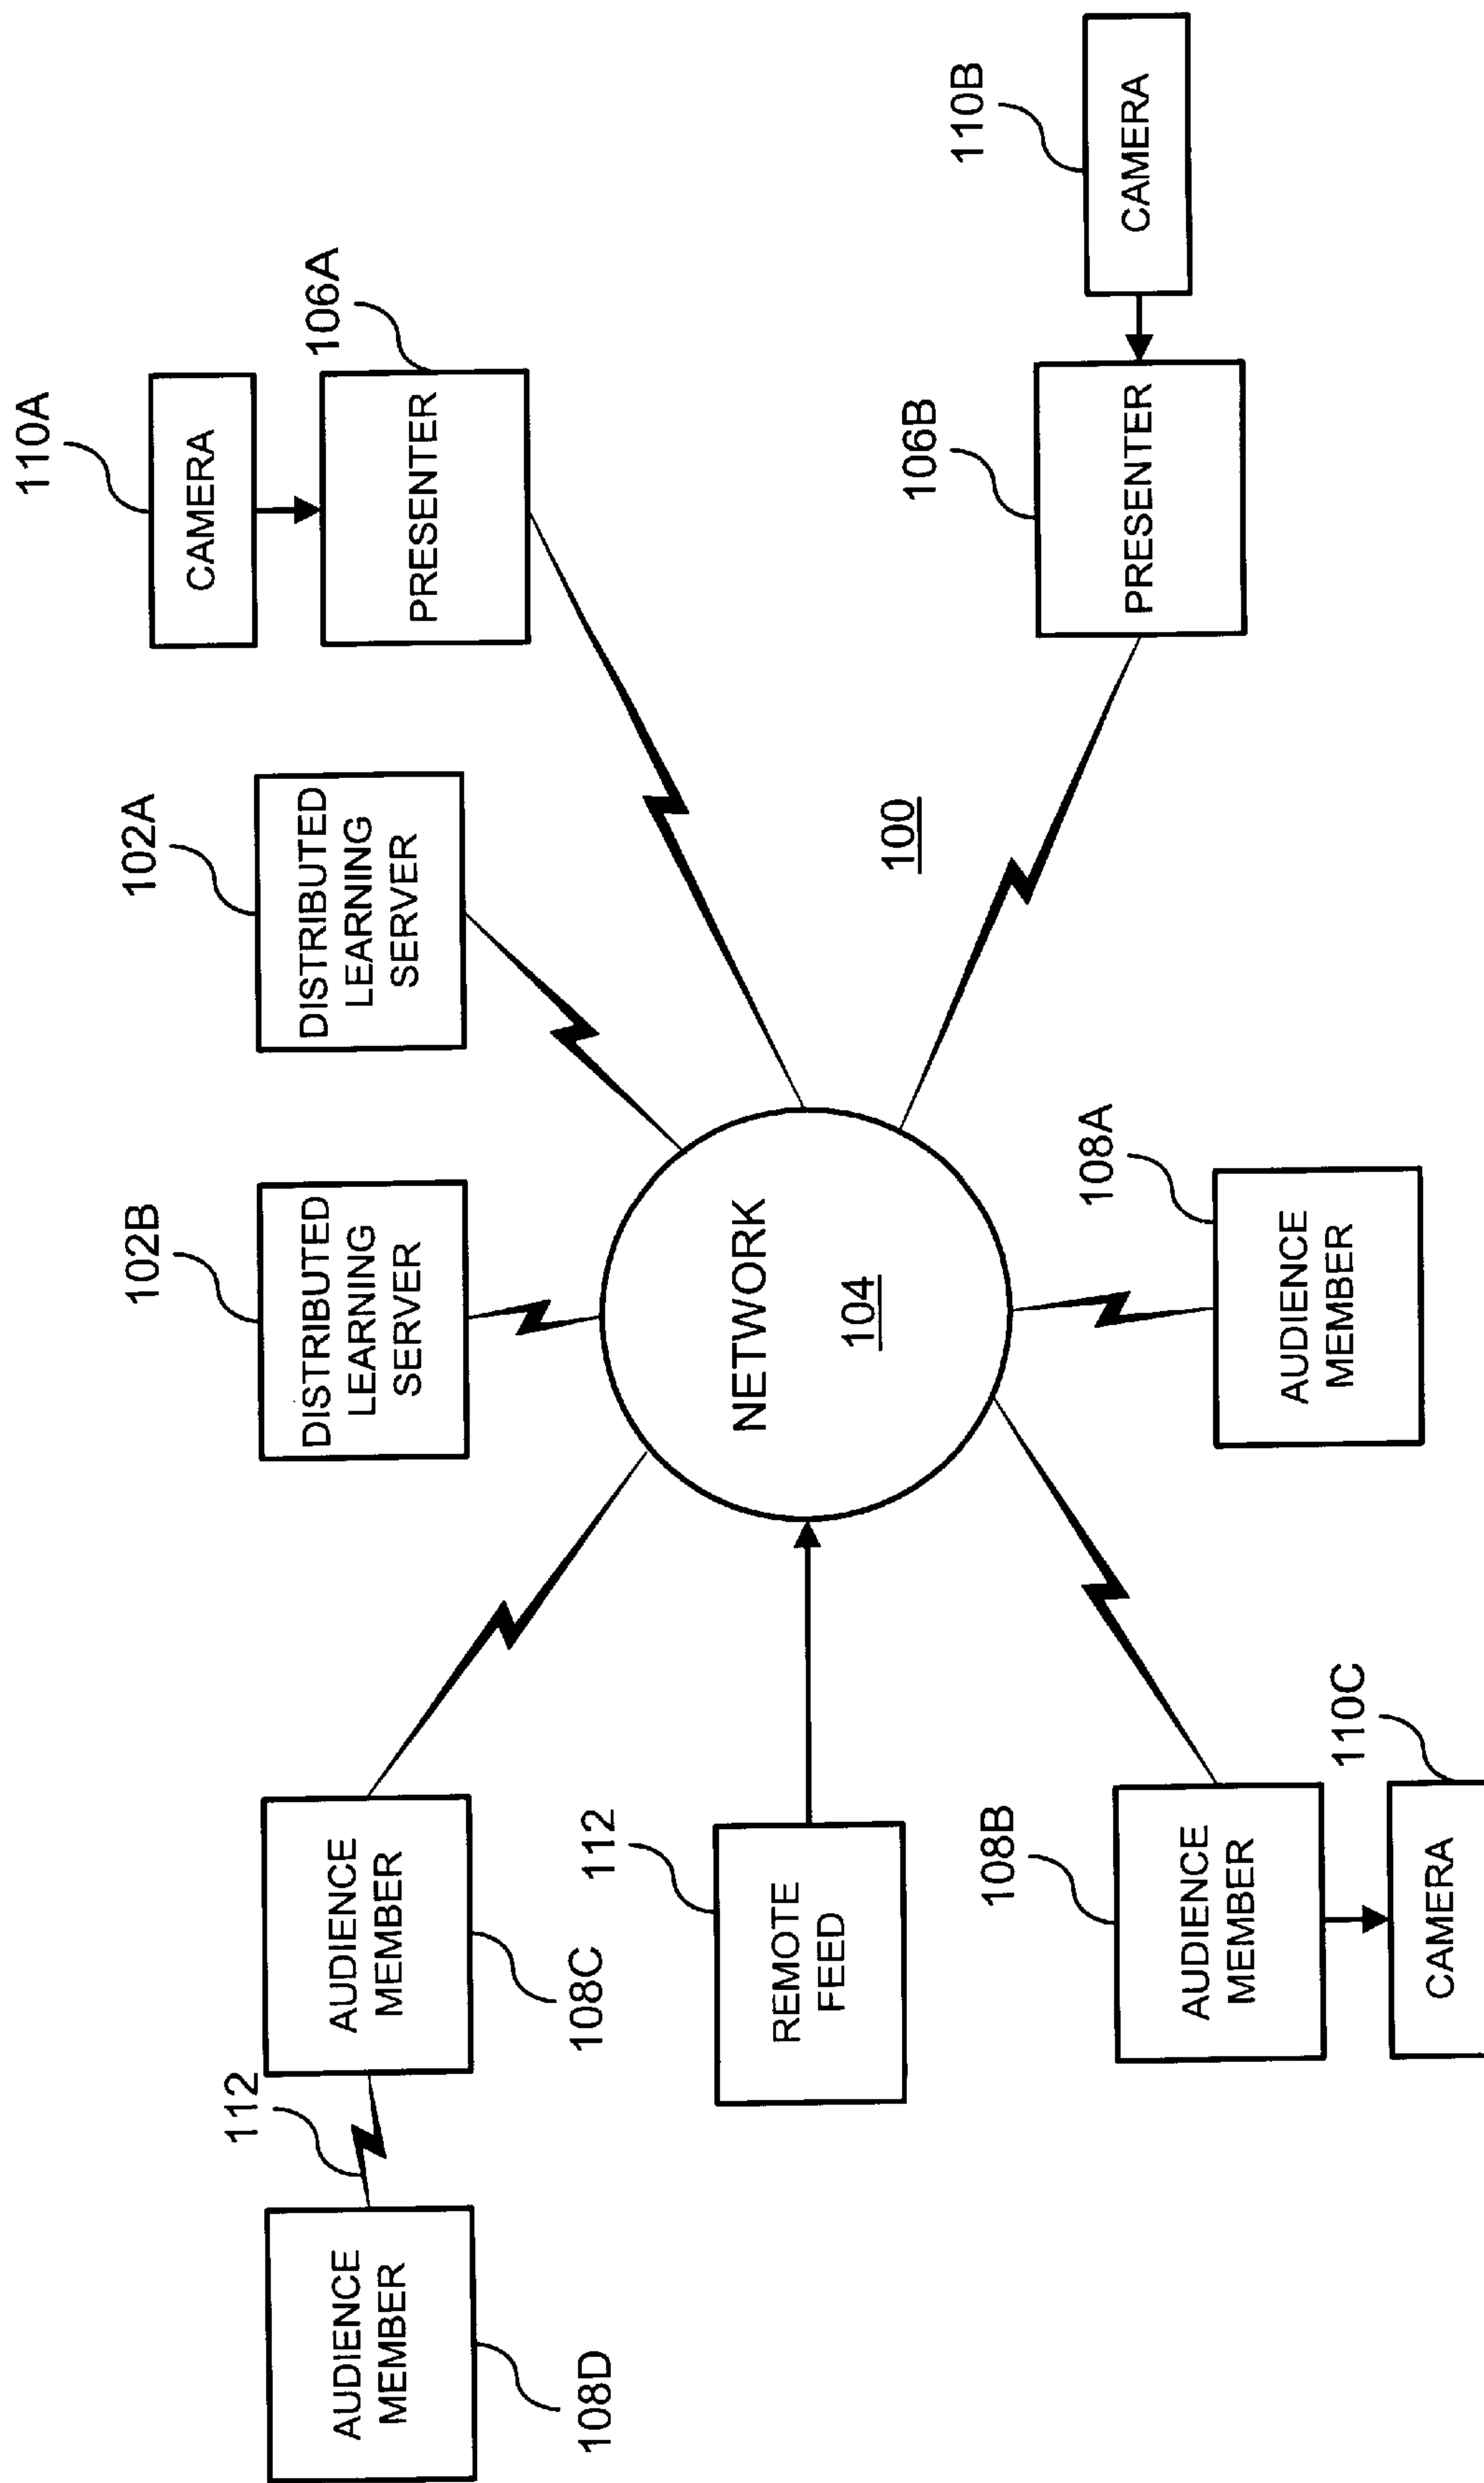 110A
CAMERA
106A
PRESENTER
110B
CAMERA
106B
PRESENTER
102A
DISTRIBUTED
LEARNING
SERVER
100
102B
DISTRIBUTED
LEARNING
SERVER
NETWORK
104
108A
AUDIENCE
MEMBER
AUDIENCE
MEMBER
108C
112
REMOTE
FEED
108B
AUDIENCE
MEMBER
110C
CAMERA
112
AUDIENCE
MEMBER
108D